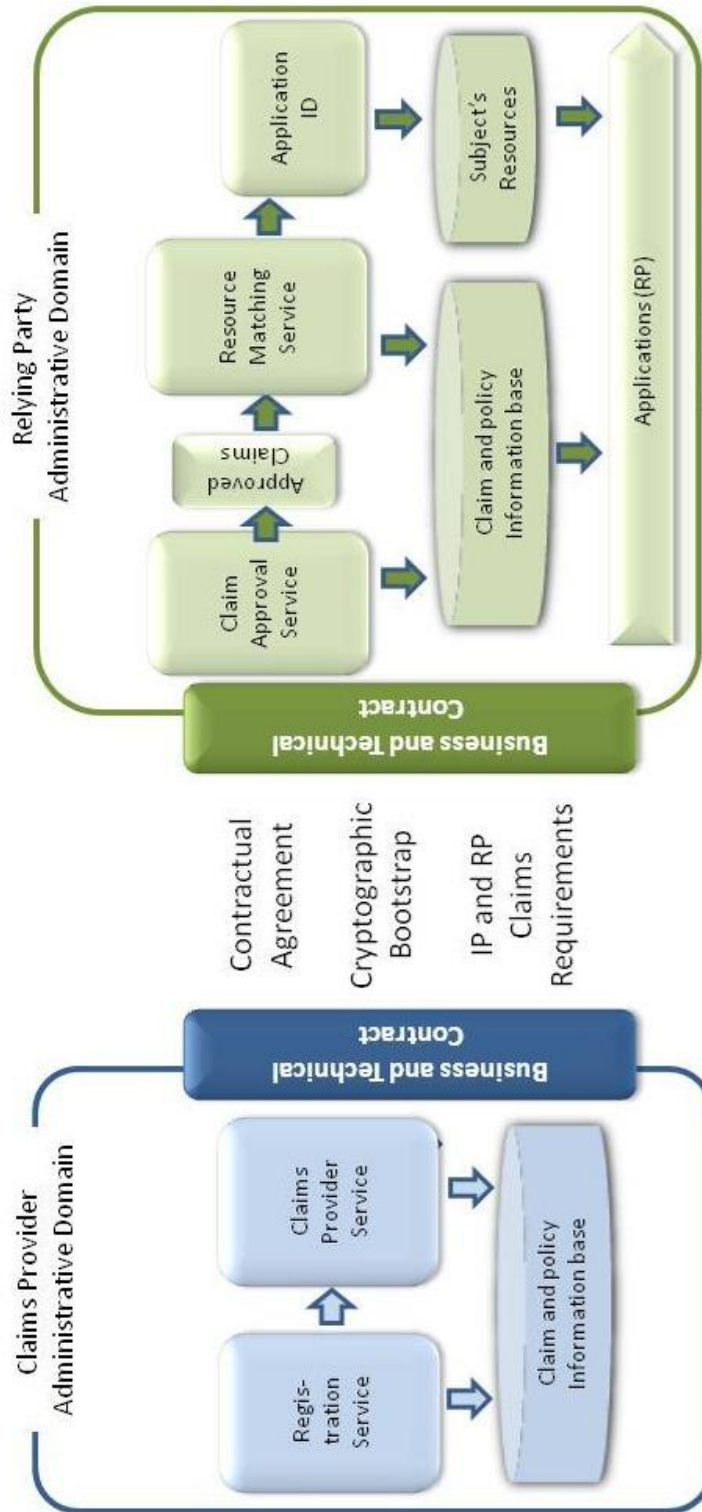 Claims Provider
Administrative Domain
Regis-
tration
Service
Claims
Provider
Service
Claim and policy
Information base
Business and Technical
Contract
Contractual
Agreement
Cryptographic
Bootstrap
IP and RP
Claims
Requirements
Business and Technical
Contract
Relying Party
Administrative Domain
Claim
Approval
Service
Approved
Claims
Resource
Matching
Service
Application
ID
Claim and policy
Information base
Subject's
Resources
Applications (RP)